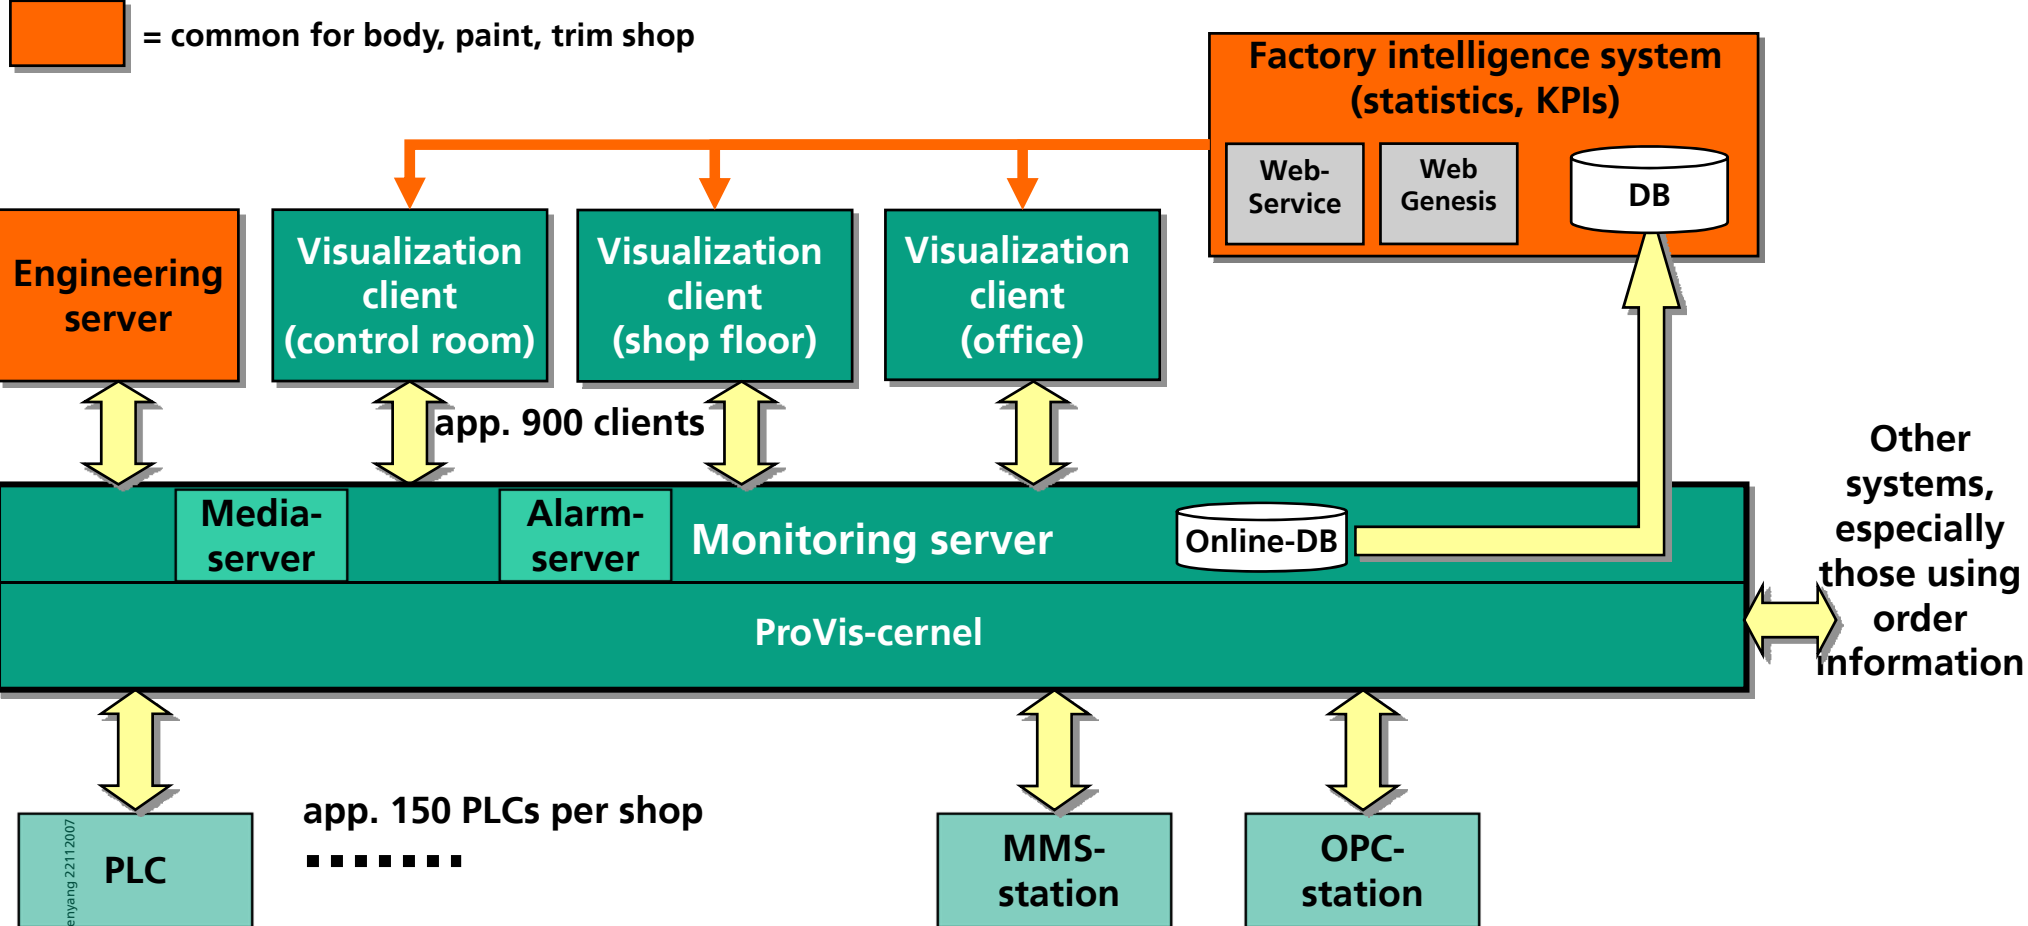 = common for body, paint, trim shop
Factory intelligence system
(statistics, KPIs)
Web-
Service
Web
Genesis
DB
Engineering
server
Visualization
client
(control room)
Visualization
client
(shop floor)
Visualization
client
(office)
app. 900 clients
Other
systems,
especially
those using
order
information
Media-
server
Alarm-
server
Monitoring server
Online-DB
ProVis-cernel
app. 150 PLCs per shop
PLC
MMS-
station
OPC-
station
22112007